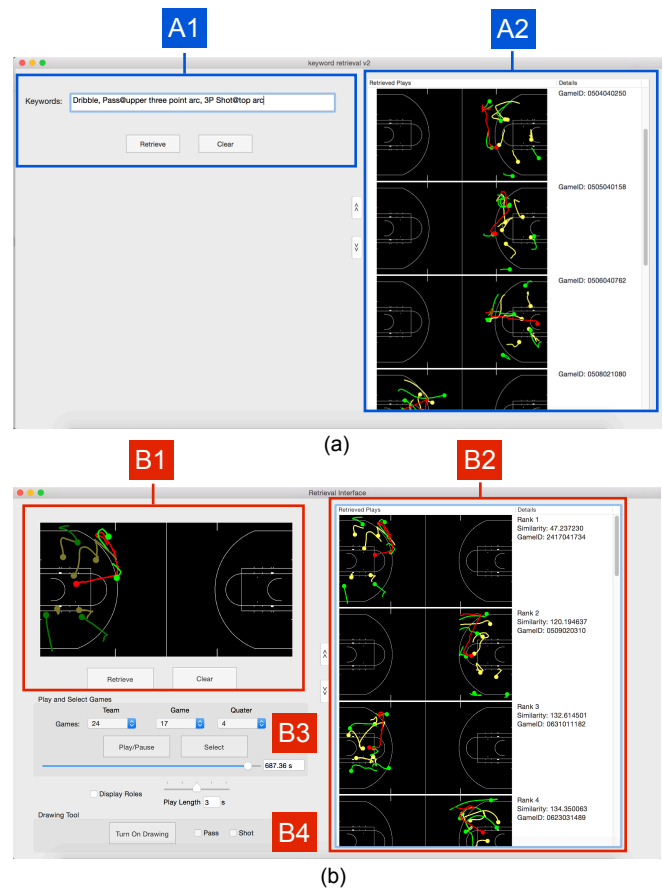 A1
A2
keyword retrieval v2
Keywords:
Dribble, Pass@upper three point arc, 3P Shot@top arc
Retrieve
Clear
Retrieved Plays
Details
GameID: 0504040250
GameID: 0505040158
GameID: 0506040762
GameID: 0508021080
(a)
B1
B2
Retrieval Interface
Retrieve
Clear
Play and Select Games
Team
Game
Quater
Games:
24
17
4
B3
Play/Pause
Select
687.36 s
Display Roles
Play Length
3
s
Drawing Tool
Turn On Drawing
Pass
Shot
B4
Retrieved Plays
Details
Rank 1
Similarity: 47.237230
GameID: 2417041734
Rank 2
Similarity: 120.194637
GameID: 0509020310
Rank 3
Similarity: 132.614501
GameID: 0631011182
Rank 4
Similarity: 134.350063
GameID: 0623031489
(b)